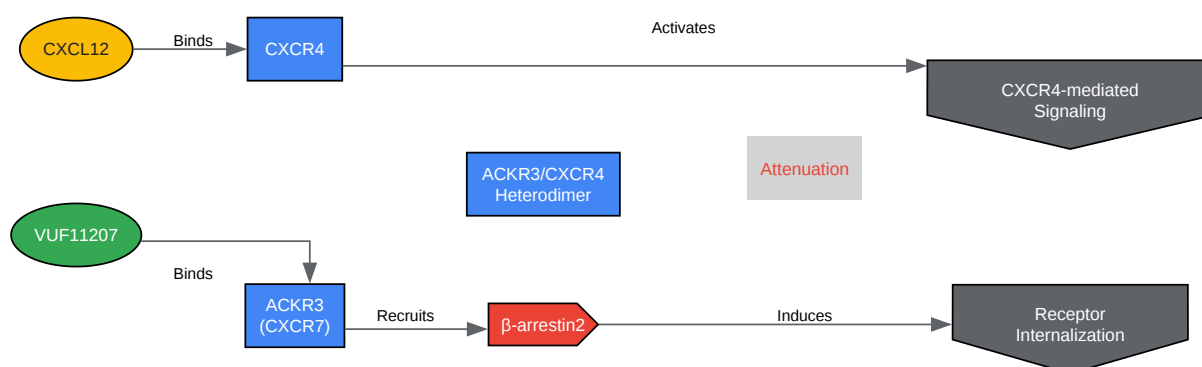 Activates
CXCL12
Binds
CXCR4
CXCR4-mediated
Signaling
ACKR3/CXCR4
Heterodimer
Attenuation
VUF11207
Binds
ACKR3
(CXCR7)
Recruits
β-arrestin2
Induces
Receptor
Internalization